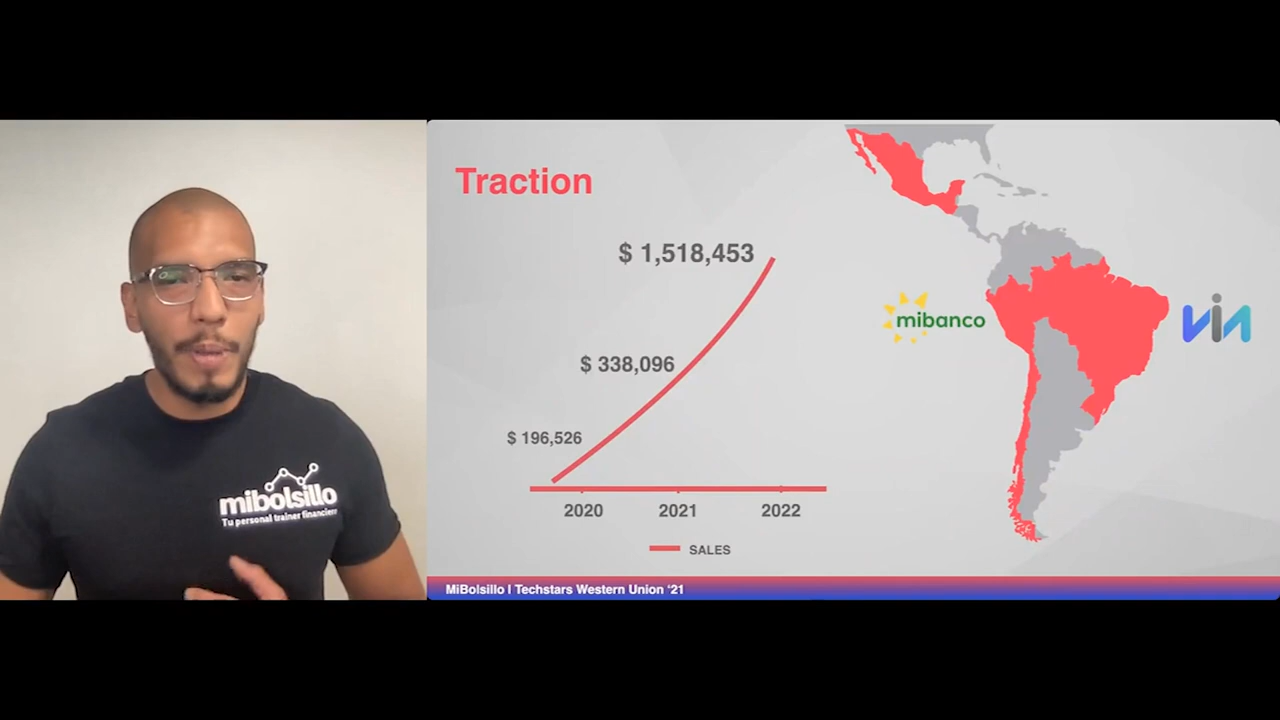 mibolsillo
Tu personal trainer financiero
Traction
$ 1,518,453
$ 338,096
$ 196,526
2020 2021 2022
SALES
mibanco
VIA
MiBolsillo I Techstars Western Union ‘21